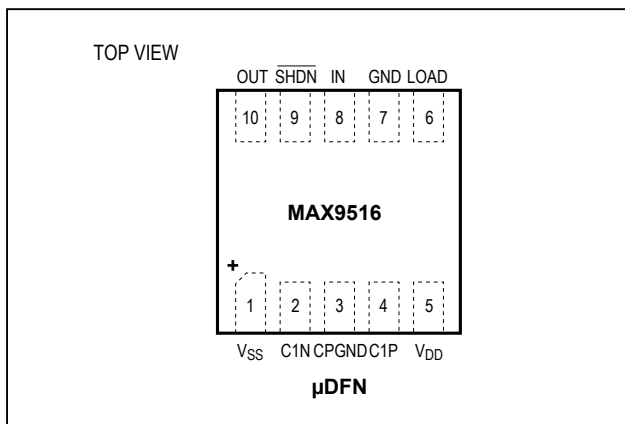 TOP VIEW
OUT SHDN IN GND LOAD
10 9 8 7 6
MAX9516
+
1 2 3 4 5
VSS C1N CPGND C1P VDD
µDFN